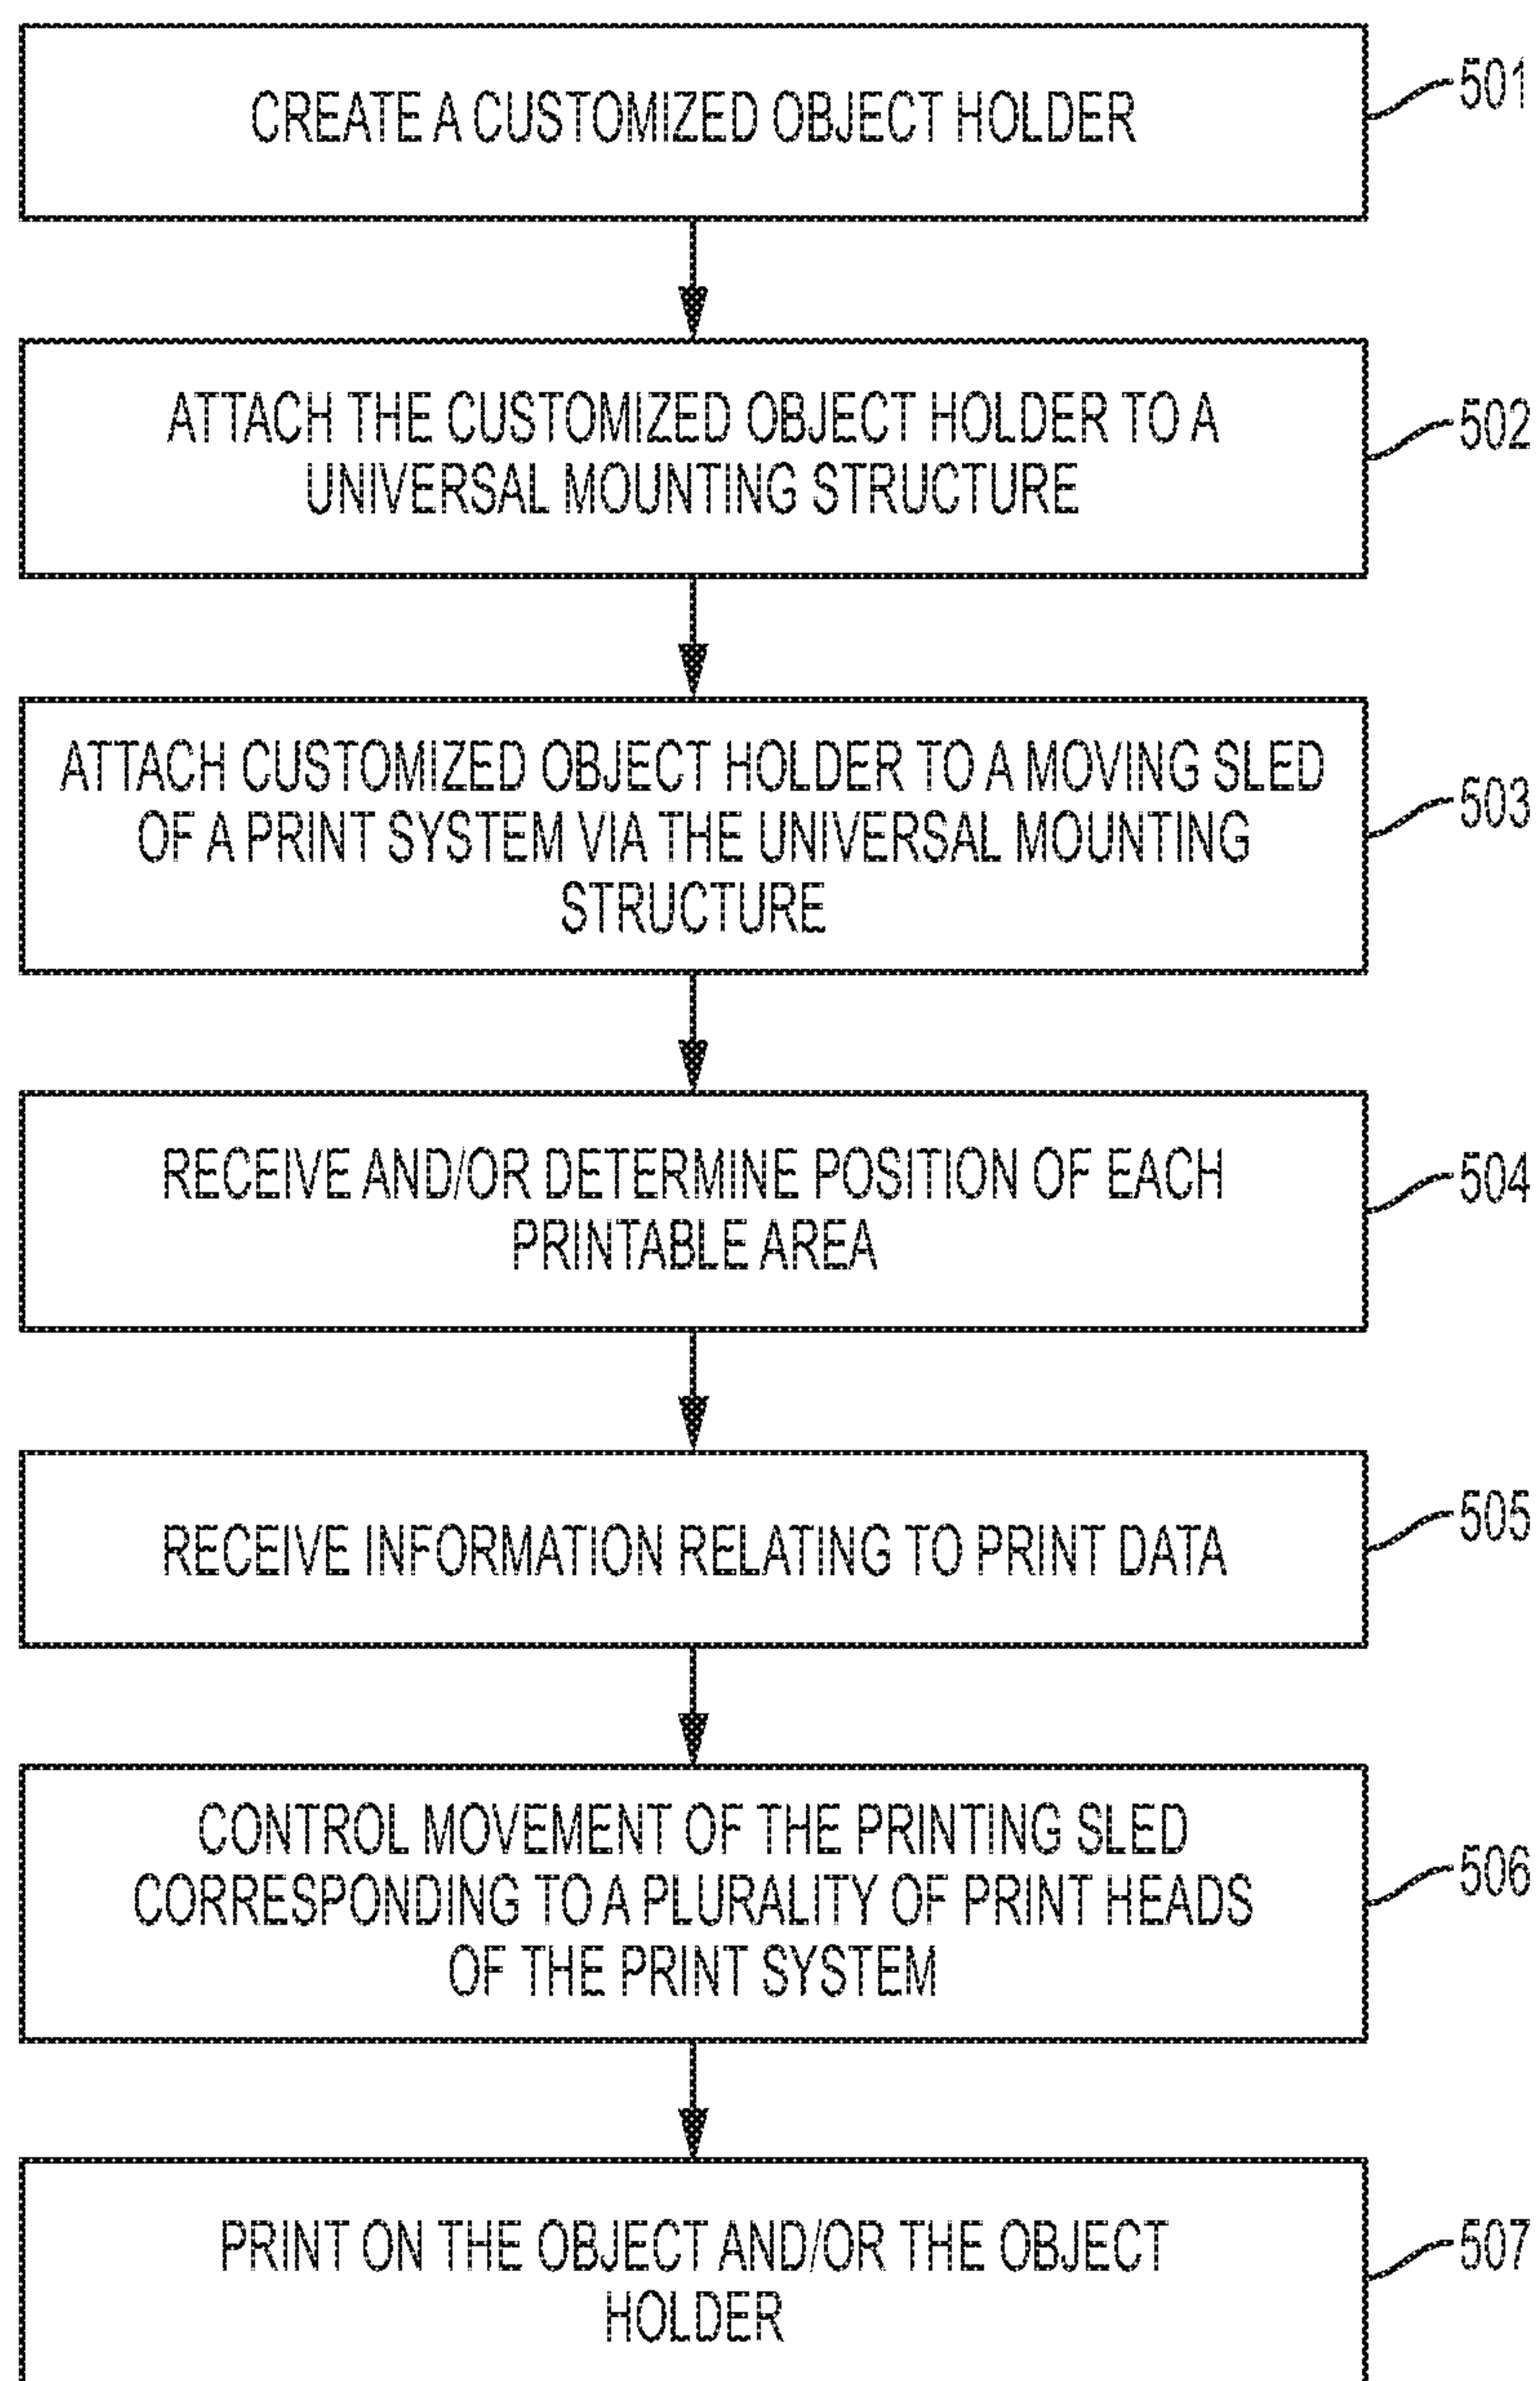 CREATE A CUSTOMIZED OBJECT HOLDER
501
ATTACH THE CUSTOMIZED OBJECT HOLDER TO A
UNIVERSAL MOUNTING STRUCTURE
502
ATTACH CUSTOMIZED OBJECT HOLDER TO A MOVING SLED
OF A PRINT SYSTEM VIA THE UNIVERSAL MOUNTING
STRUCTURE
503
RECEIVE AND/OR DETERMINE POSITION OF EACH
PRINTABLE AREA
504
RECEIVE INFORMATION RELATING TO PRINT DATA
505
CONTROL MOVEMENT OF THE PRINTING SLED
CORRESPONDING TO A PLURALITY OF PRINT HEADS
OF THE PRINT SYSTEM
506
PRINT ON THE OBJECT AND/OR THE OBJECT
HOLDER
507